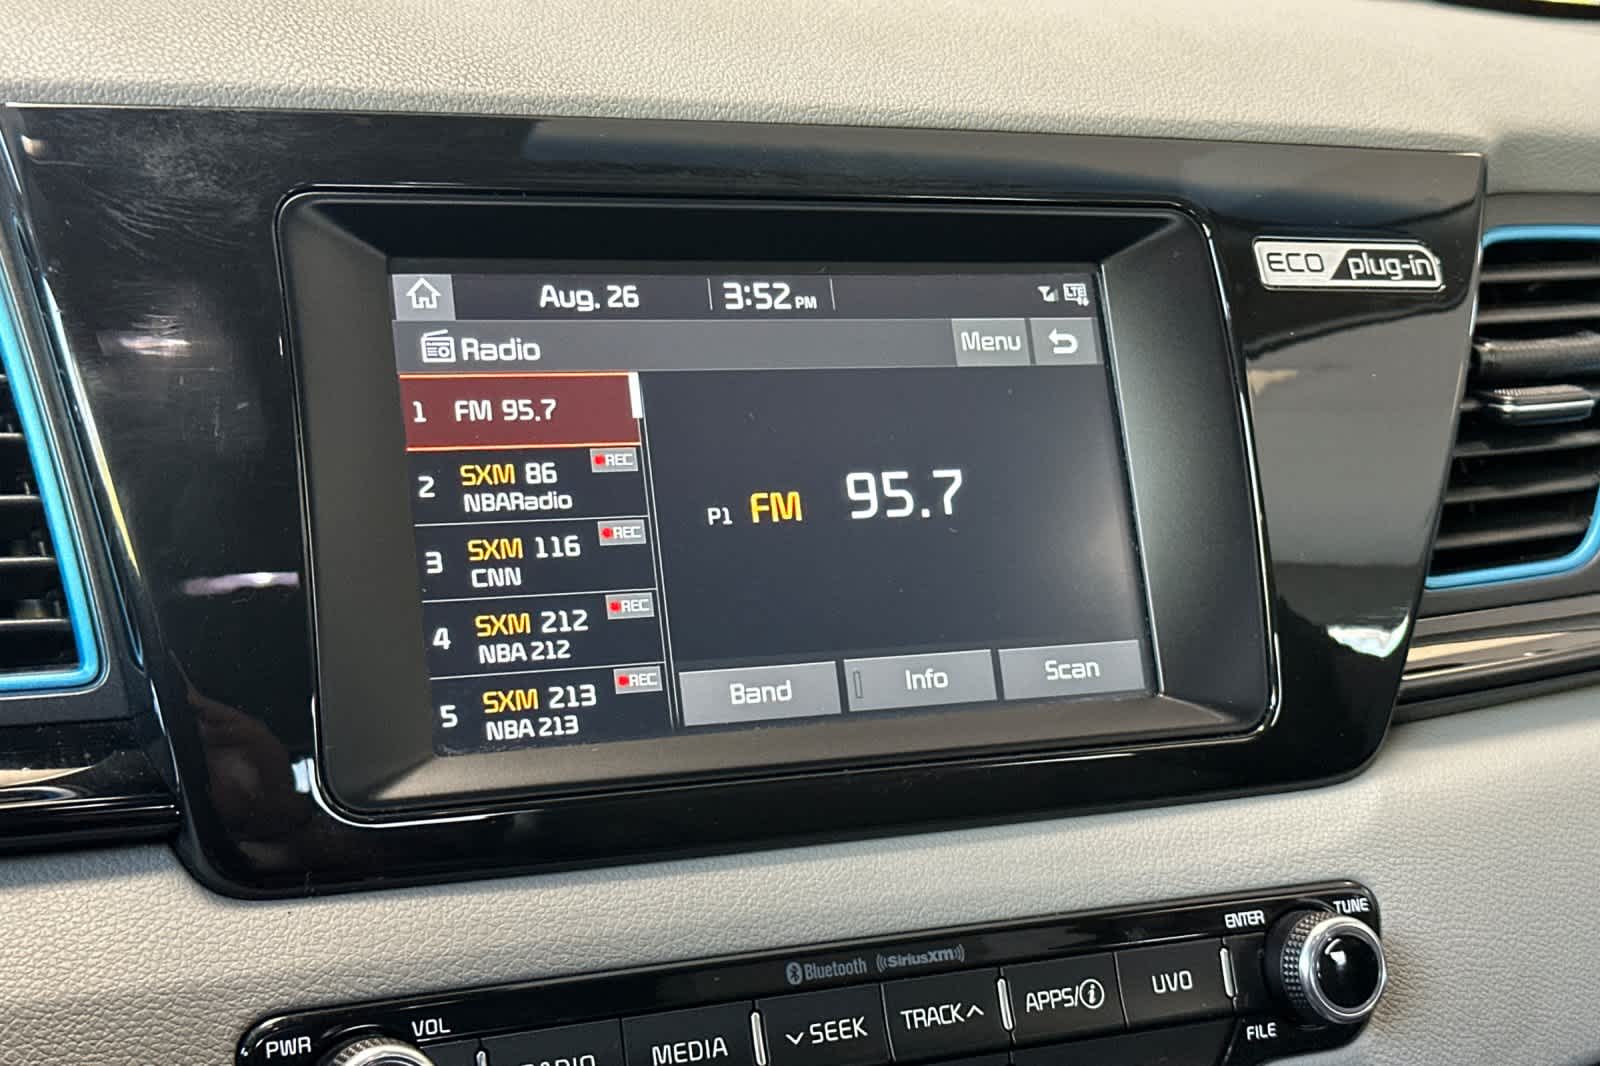 ECO plug-in
Aug. 26
3:52 PM
LTE
Radio
Menu
1 FM 95.7
2 SXM 86
REC
NBARadio
3 SXM 116
REC
CNN
4 SXM 212
REC
NBA 212
5 SXM 213
REC
NBA 213
P1 FM 95.7
Band
Info
Scan
ENTER
TUNE
Bluetooth
SiriusXM
PWR
VOL
RADIO
MEDIA
SEEK
TRACK
APPS/i
UVO
FILE